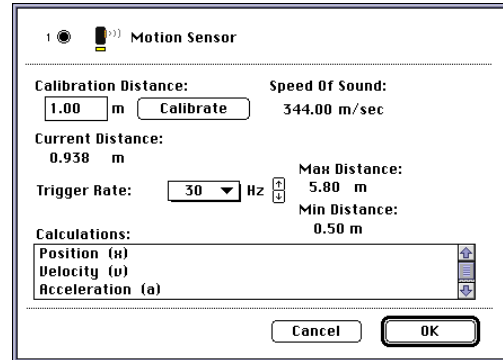 1 Motion Sensor
Calibration Distance: Speed Of Sound:
1.00 m Calibrate 344.00 m/sec
Current Distance:
0.938 m
Max Distance:
Trigger Rate: 30 Hz 5.80 m
Min Distance:
0.50 m
Calculations:
Position (x)
Velocity (v)
Acceleration (a)
Cancel OK